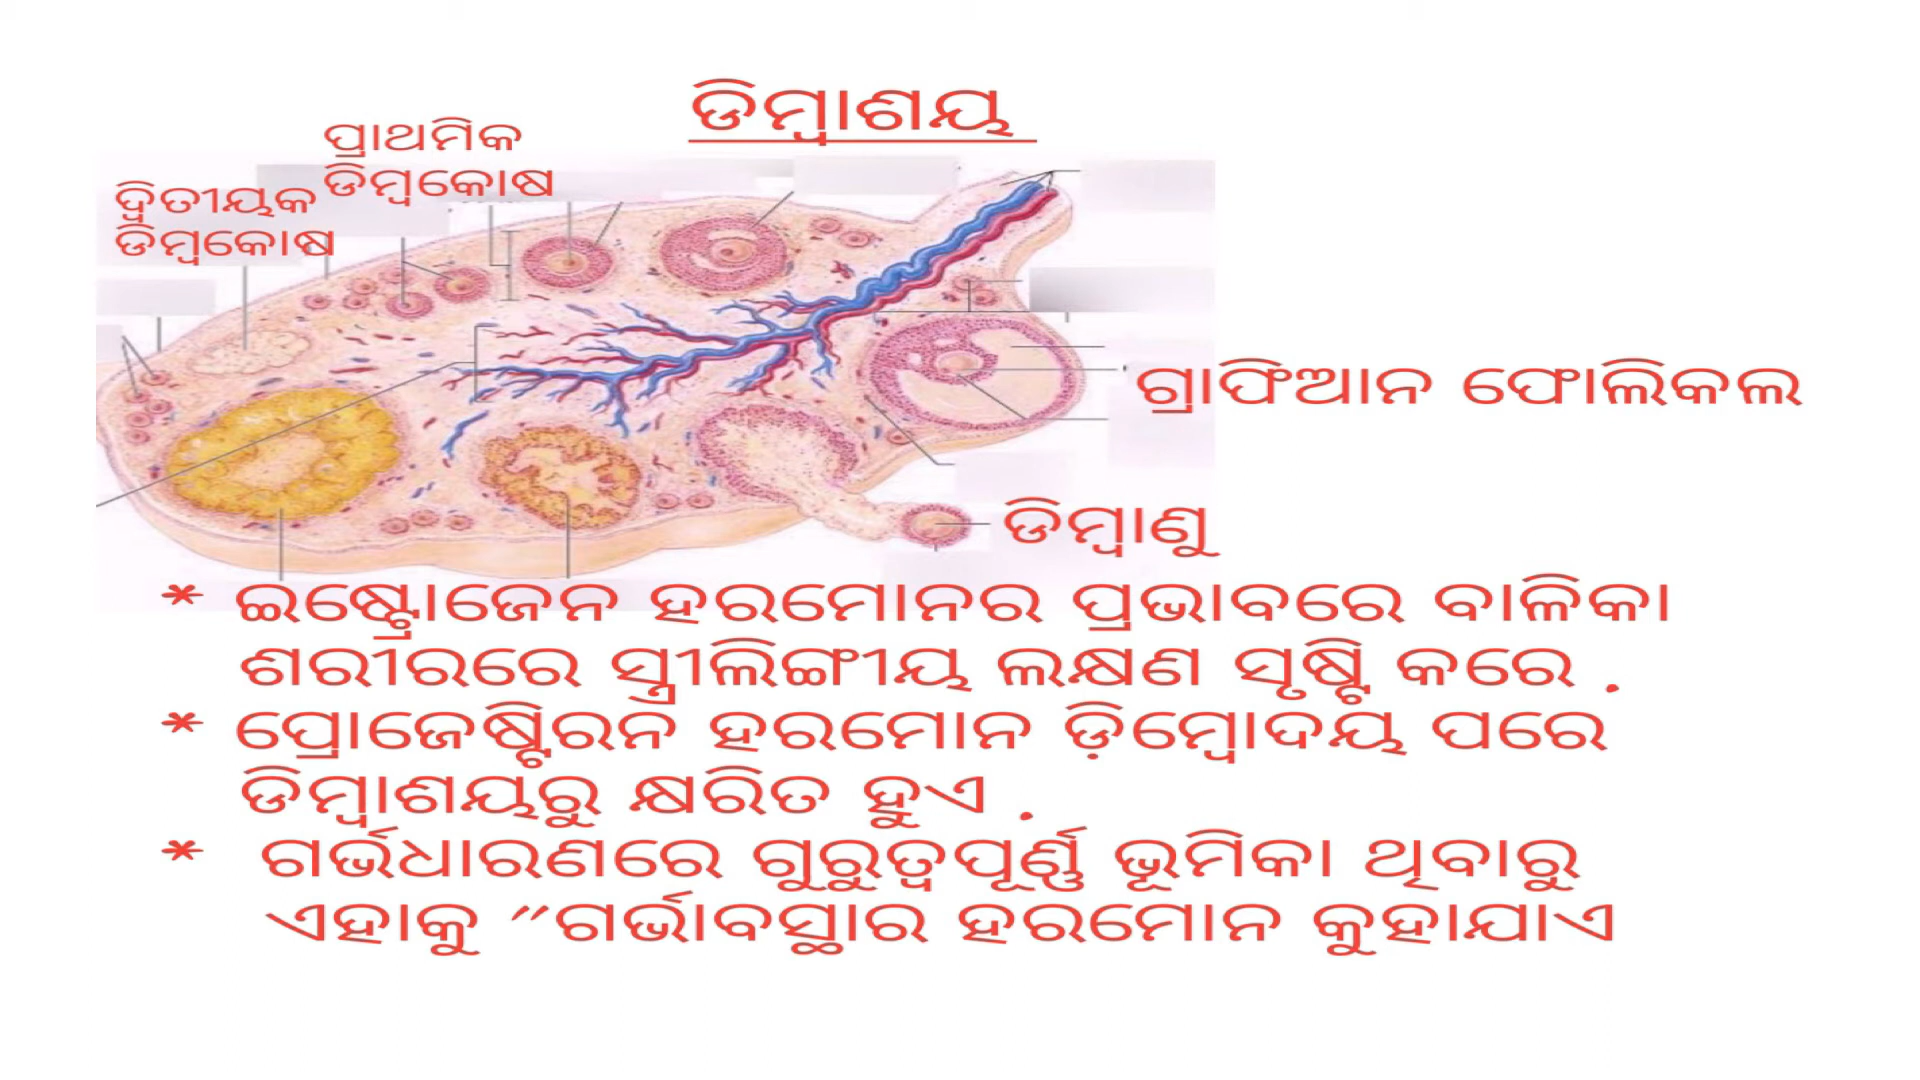 ଡିମ୍ବାଶୟ
ପ୍ରାଥମିକ
ଡିମ୍ବକୋଷ
ଦ୍ୱିତୀୟକ
ଡିମ୍ବକୋଷ
ଗ୍ରାଫିଆନ ଫୋଲିକଲ
ଡିମ୍ବାଣୁ
* ଇଷ୍ଟ୍ରୋଜେନ ହରମୋନର ପ୍ରଭାବରେ ବାଳିକା
ଶରୀରରେ ସ୍ତ୍ରୀଲିଙ୍ଗୀୟ ଲକ୍ଷଣ ସୃଷ୍ଟି କରେ .
* ପ୍ରୋଜେଷ୍ଟିରନ ହରମୋନ ଡ଼ିମ୍ବୋଦୟ ପରେ
ଡିମ୍ବାଶୟରୁ କ୍ଷରିତ ହୁଏ .
* ଗର୍ଭଧାରଣରେ ଗୁରୁତ୍ୱପୂର୍ଣ୍ଣ ଭୂମିକା ଥିବାରୁ
ଏହାକୁ "ଗର୍ଭାବସ୍ଥାର ହରମୋନ କୁହାଯାଏ